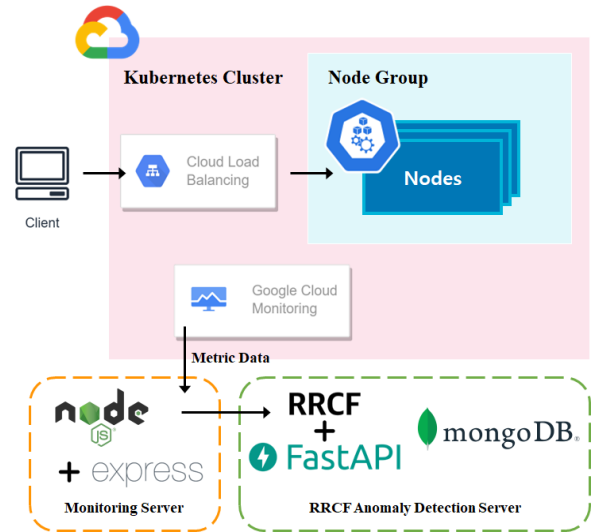 Kubernetes Cluster
Node Group
Cloud Load
Balancing
Nodes
Client
Google Cloud
Monitoring
Metric Data
node
JS
+ express
Monitoring Server
RRCF
+
FastAPI
mongoDB®
RRCF Anomaly Detection Server